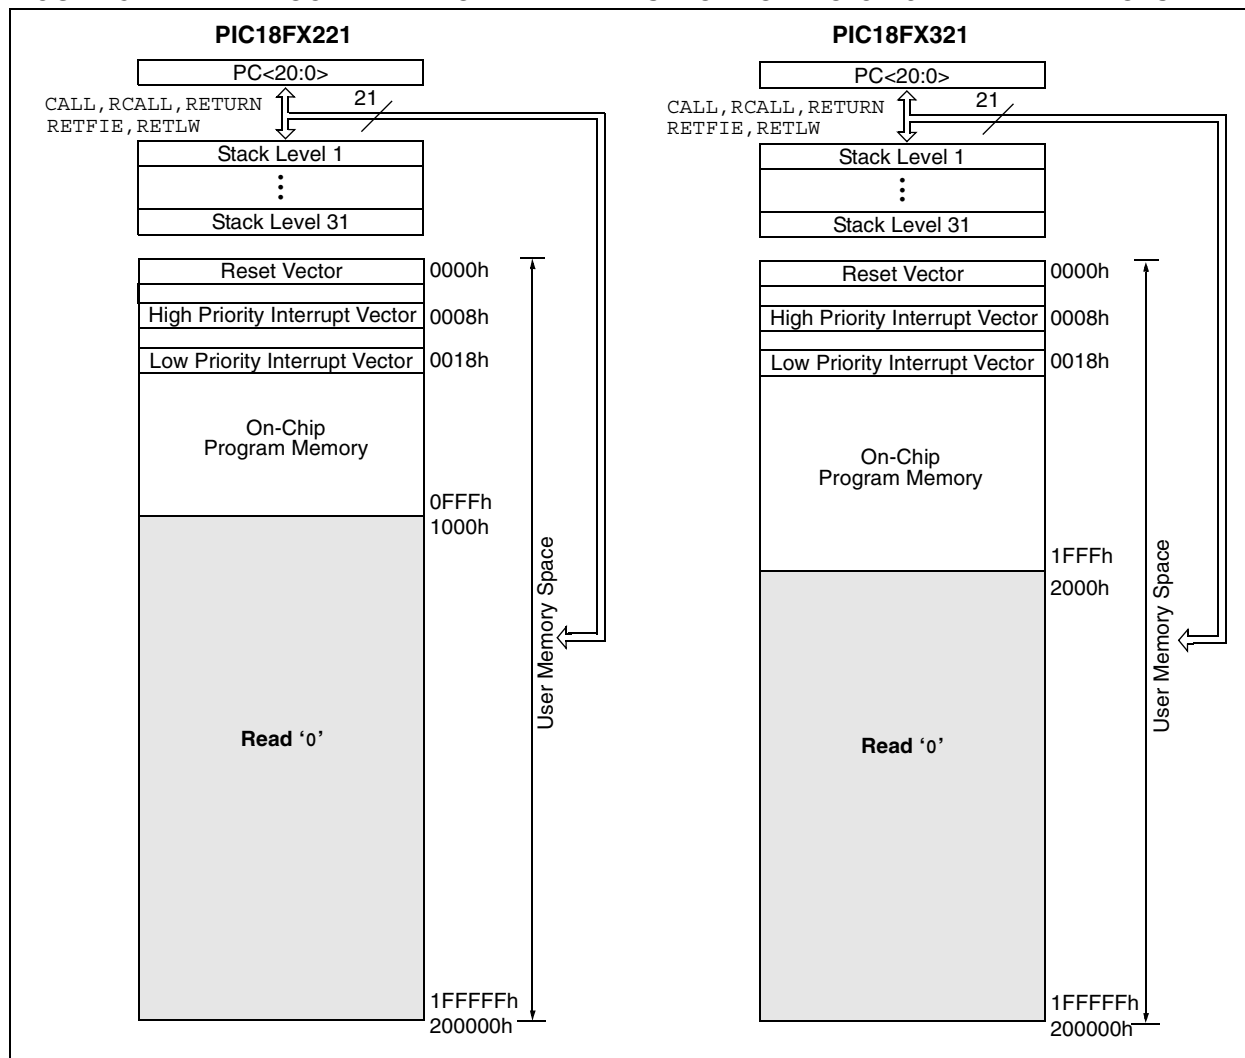 PIC18FX221
PC<20:0>
CALL,RCALL,RETURN
RETFIE,RETLW
21
Stack Level 1
Stack Level 31
Reset Vector
0000h
High Priority Interrupt Vector
0008h
Low Priority Interrupt Vector
0018h
On-Chip
Program Memory
0FFFh
1000h
Read ‘0’
1FFFFFh
200000h
User Memory Space
PIC18FX321
PC<20:0>
CALL,RCALL,RETURN
RETFIE,RETLW
21
Stack Level 1
Stack Level 31
Reset Vector
0000h
High Priority Interrupt Vector
0008h
Low Priority Interrupt Vector
0018h
On-Chip
Program Memory
1FFFh
2000h
Read ‘0’
1FFFFFh
200000h
User Memory Space